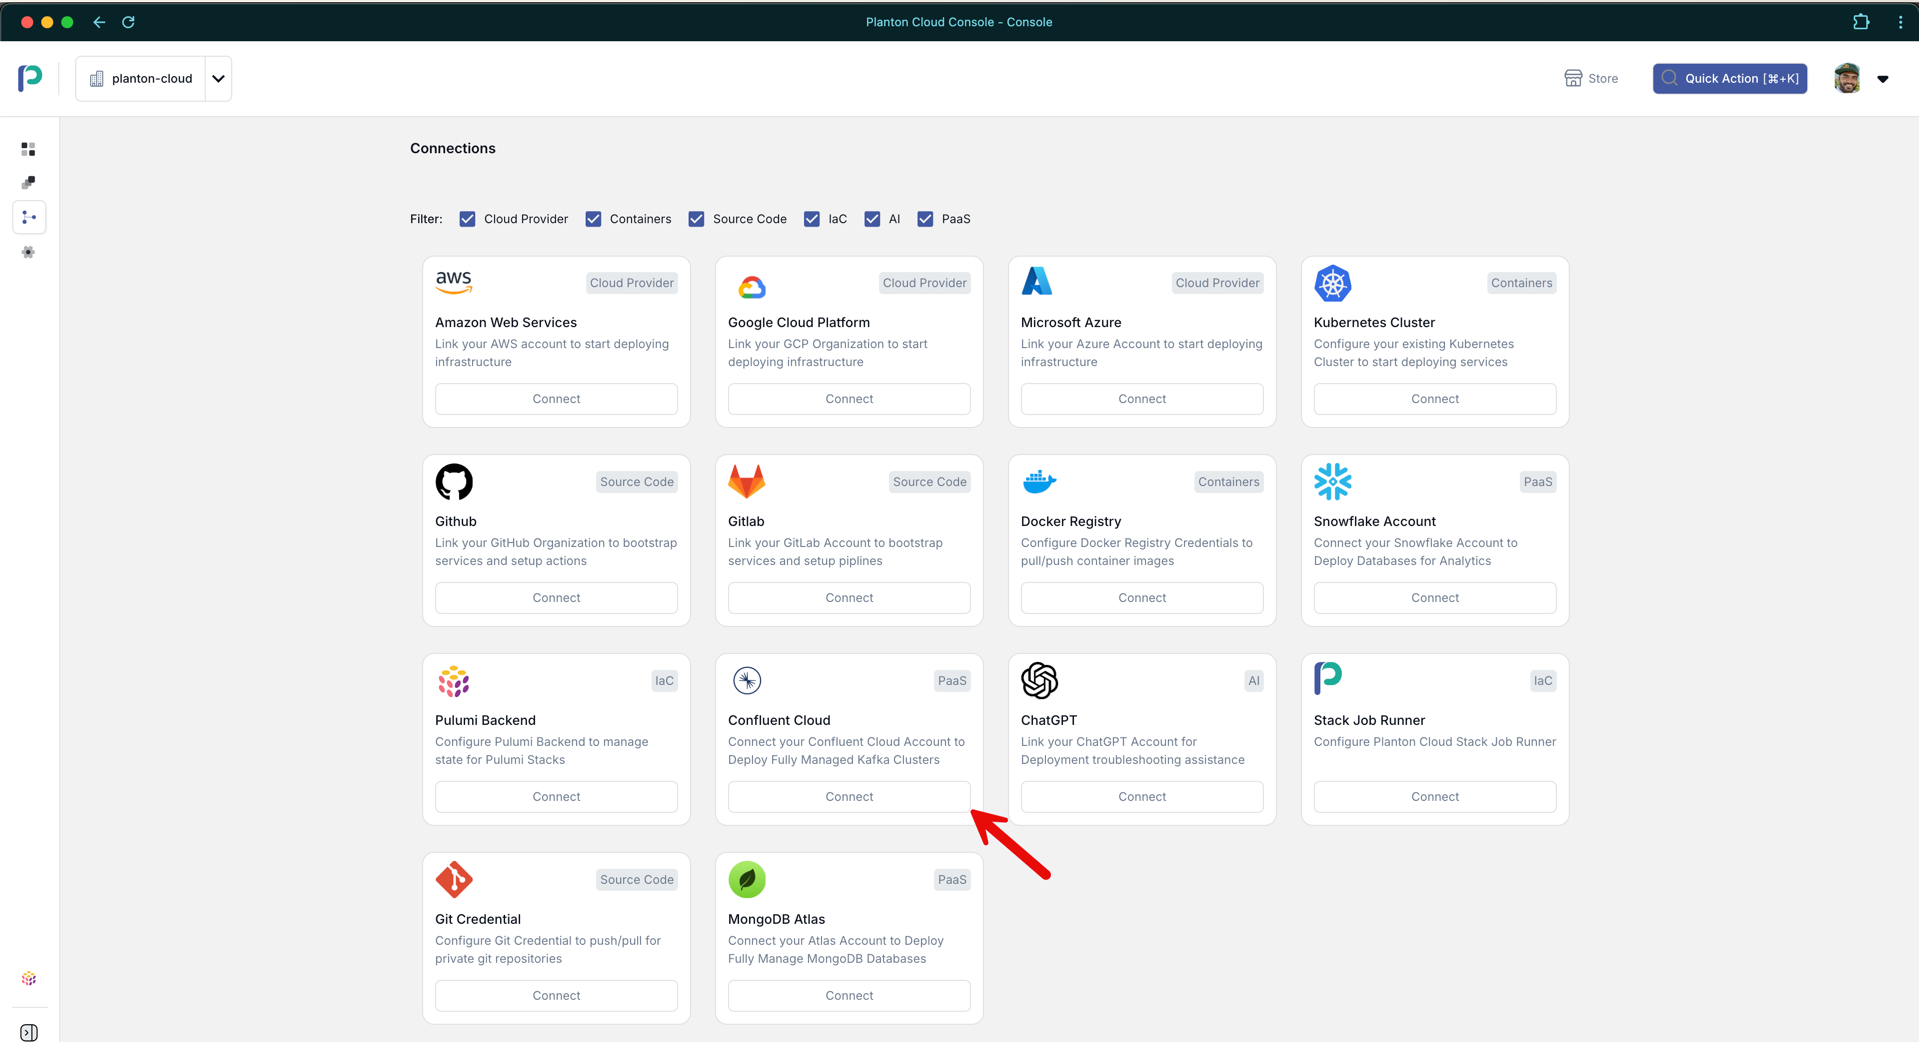 Planton Cloud Console - Console
planton-cloud
Store
Quick Action [⌘+K]
Connections
Filter:
Cloud Provider
Containers
Source Code
IaC
AI
PaaS
aws
Cloud Provider
Amazon Web Services
Link your AWS account to start deploying
infrastructure
Connect
Cloud Provider
Google Cloud Platform
Link your GCP Organization to start
deploying infrastructure
Connect
Cloud Provider
Microsoft Azure
Link your Azure Account to start deploying
infrastructure
Connect
Containers
Kubernetes Cluster
Configure your existing Kubernetes
Cluster to start deploying services
Connect
Source Code
Github
Link your GitHub Organization to bootstrap
services and setup actions
Connect
Source Code
Gitlab
Link your GitLab Account to bootstrap
services and setup piplines
Connect
Containers
Docker Registry
Configure Docker Registry Credentials to
pull/push container images
Connect
PaaS
Snowflake Account
Connect your Snowflake Account to
Deploy Databases for Analytics
Connect
IaC
Pulumi Backend
Configure Pulumi Backend to manage
state for Pulumi Stacks
Connect
PaaS
Confluent Cloud
Connect your Confluent Cloud Account to
Deploy Fully Managed Kafka Clusters
Connect
AI
ChatGPT
Link your ChatGPT Account for
Deployment troubleshooting assistance
Connect
IaC
Stack Job Runner
Configure Planton Cloud Stack Job Runner
Connect
Source Code
Git Credential
Configure Git Credential to push/pull for
private git repositories
Connect
PaaS
MongoDB Atlas
Connect your Atlas Account to Deploy
Fully Manage MongoDB Databases
Connect